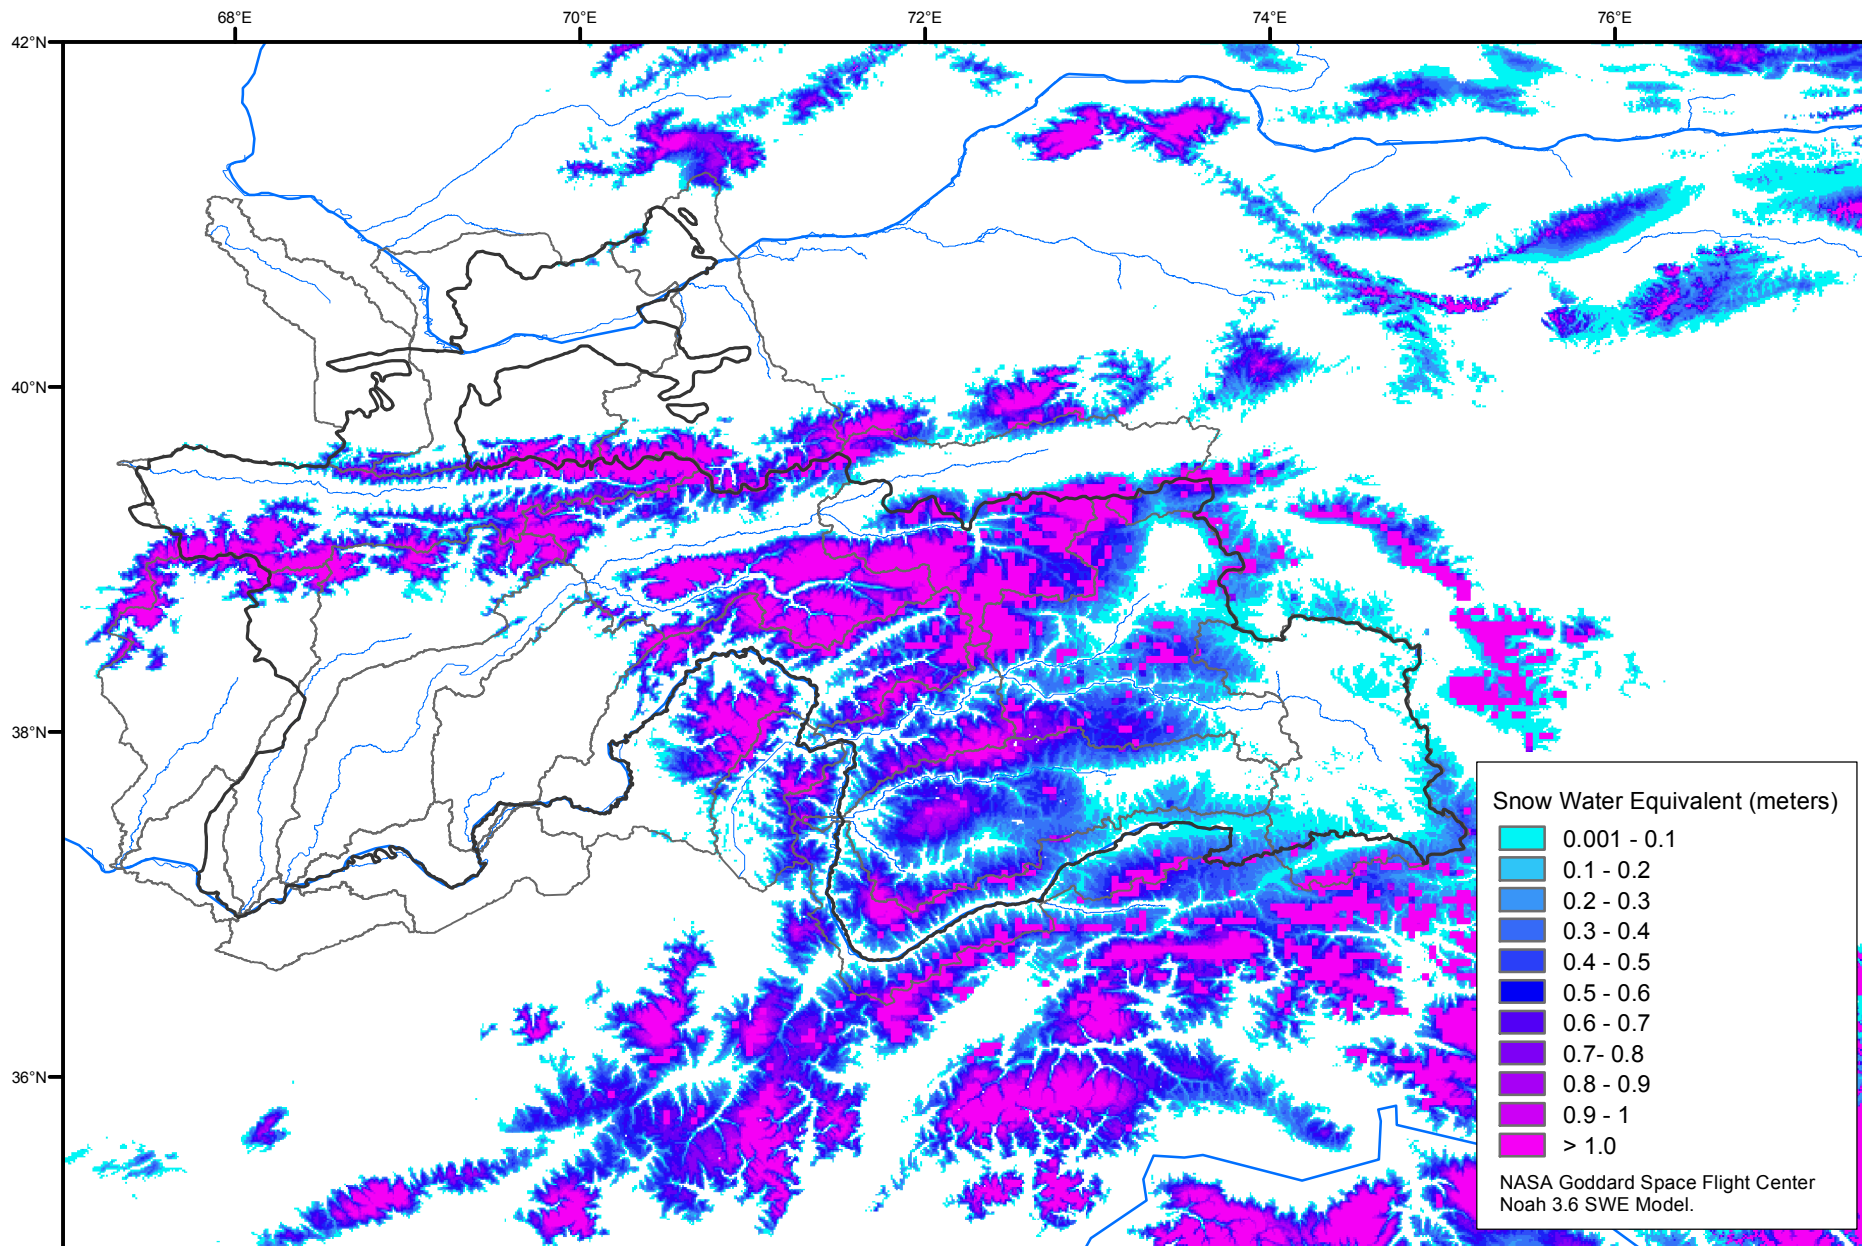 68°E 70°E 72°E 74°E 76°E
42°N
40°N
38°N
36°N
Snow Water Equivalent (meters)
0.001 - 0.1
0.1 - 0.2
0.2 - 0.3
0.3 - 0.4
0.4 - 0.5
0.5 - 0.6
0.6 - 0.7
0.7- 0.8
0.8 - 0.9
0.9 - 1
> 1.0
NASA Goddard Space Flight Center
Noah 3.6 SWE Model.